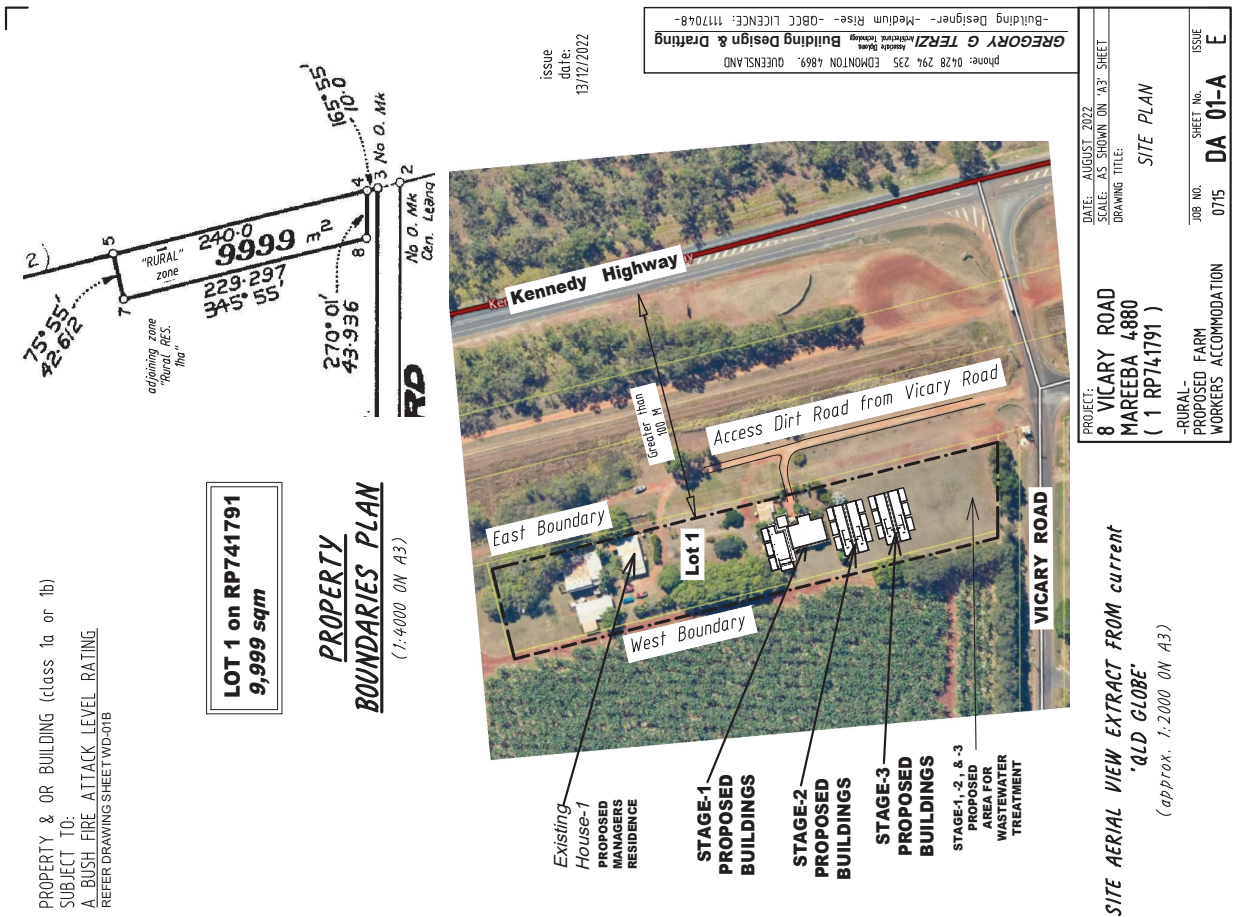 PROPERTY & OR BUILDING (class 1a or 1b)
SUBJECT TO:
A BUSH FIRE ATTACK LEVEL RATING
REFER DRAWING SHEET WD-01B
LOT 1 on RP741791
9,999 sqm
PROPERTY
BOUNDARIES PLAN
(1:4000 ON A3)
2)
5
75° 55'
42·612
7
"RURAL"
zone
240·0
9999 m²
229·297
345° 55'
adjoining zone
"Rural RES.
1ha"
270° 01'
43·936
8
4
3 No O. Mk
165° 55'
10·0
2
No O. Mk
Cen. Leang
RD
issue
date:
13/12/2022
phone: 0428 294 235 EDMONTON 4869. QUEENSLAND
GREGORY G TERZI Associate Diploma Architectural Technology Building Design & Drafting
-Building Designer- -Medium Rise- -QBCC LICENCE: 1117048-
Kennedy Highway
Greater than
100 M
Access Dirt Road from Vicary Road
East Boundary
Lot 1
West Boundary
VICARY ROAD
Existing
House-1
PROPOSED
MANAGERS
RESIDENCE
STAGE-1
PROPOSED
BUILDINGS
STAGE-2
PROPOSED
BUILDINGS
STAGE-3
PROPOSED
BUILDINGS
STAGE-1, -2 , & -3
PROPOSED
AREA FOR
WASTEWATER
TREATMENT
SITE AERIAL VIEW EXTRACT FROM current
'QLD GLOBE'
(approx. 1:2000 ON A3)
PROJECT:
8 VICARY ROAD
MAREEBA 4880
( 1 RP741791 )
-RURAL-
PROPOSED FARM
WORKERS ACCOMMODATION
DATE: AUGUST 2022
SCALE: AS SHOWN ON 'A3' SHEET
DRAWING TITLE:
SITE PLAN
JOB NO. SHEET No. ISSUE
0715 DA 01-A E